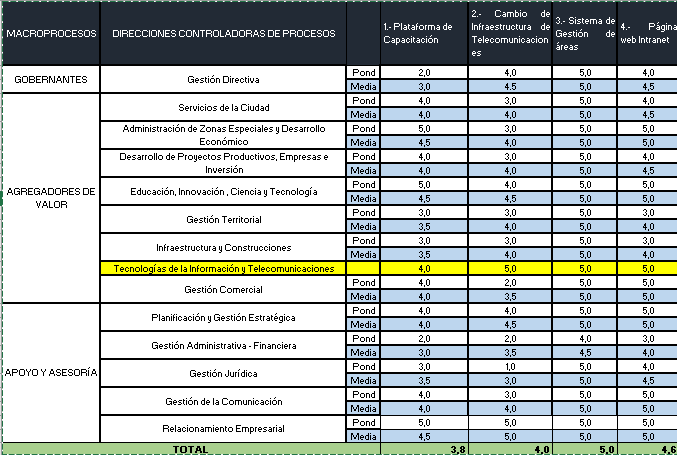 MACROPROCESOS
DIRECCIONES CONTROLADORAS DE PROCESOS
1.- Plataforma de
Capacitación
2.- Cambio de
Infraestructura de
Telecomunicacion
es
3.- Sistema de
Gestión de
áreas
4.- Página
web Intranet
GOBERNANTES
Gestión Directiva
Pond 2,0 4,0 5,0 4,0
Media 3,0 4,5 5,0 4,5
AGREGADORES DE
VALOR
Servicios de la Ciudad
Pond 4,0 3,0 5,0 4,0
Media 4,0 4,0 5,0 4,5
Administración de Zonas Especiales y Desarrollo
Económico
Pond 5,0 3,0 5,0 5,0
Media 4,5 4,0 5,0 5,0
Desarrollo de Proyectos Productivos, Empresas e
Inversión
Pond 4,0 3,0 5,0 4,0
Media 4,0 4,0 5,0 4,5
Educación, Innovación , Ciencia y Tecnología
Pond 5,0 4,0 5,0 5,0
Media 4,5 4,5 5,0 5,0
Gestión Territorial
Pond 3,0 3,0 5,0 5,0
Media 3,5 4,0 5,0 5,0
Infraestructura y Construcciones
Pond 3,0 3,0 5,0 5,0
Media 3,5 4,0 5,0 5,0
Tecnologías de la Información y Telecomunicaciones 4,0 5,0 5,0 5,0
Gestión Comercial
Pond 4,0 2,0 5,0 5,0
Media 4,0 3,5 5,0 5,0
APOYO Y ASESORÍA
Planificación y Gestión Estratégica
Pond 4,0 4,0 5,0 5,0
Media 4,0 4,5 5,0 5,0
Gestión Administrativa - Financiera
Pond 2,0 2,0 4,0 3,0
Media 3,0 3,5 4,5 4,0
Gestión Jurídica
Pond 3,0 1,0 5,0 4,0
Media 3,5 3,0 5,0 4,5
Gestión de la Comunicación
Pond 4,0 3,0 5,0 5,0
Media 4,0 4,0 5,0 5,0
Relacionamiento Empresarial
Pond 5,0 5,0 5,0 5,0
Media 4,5 5,0 5,0 5,0
TOTAL 3,8 4,0 5,0 4,6